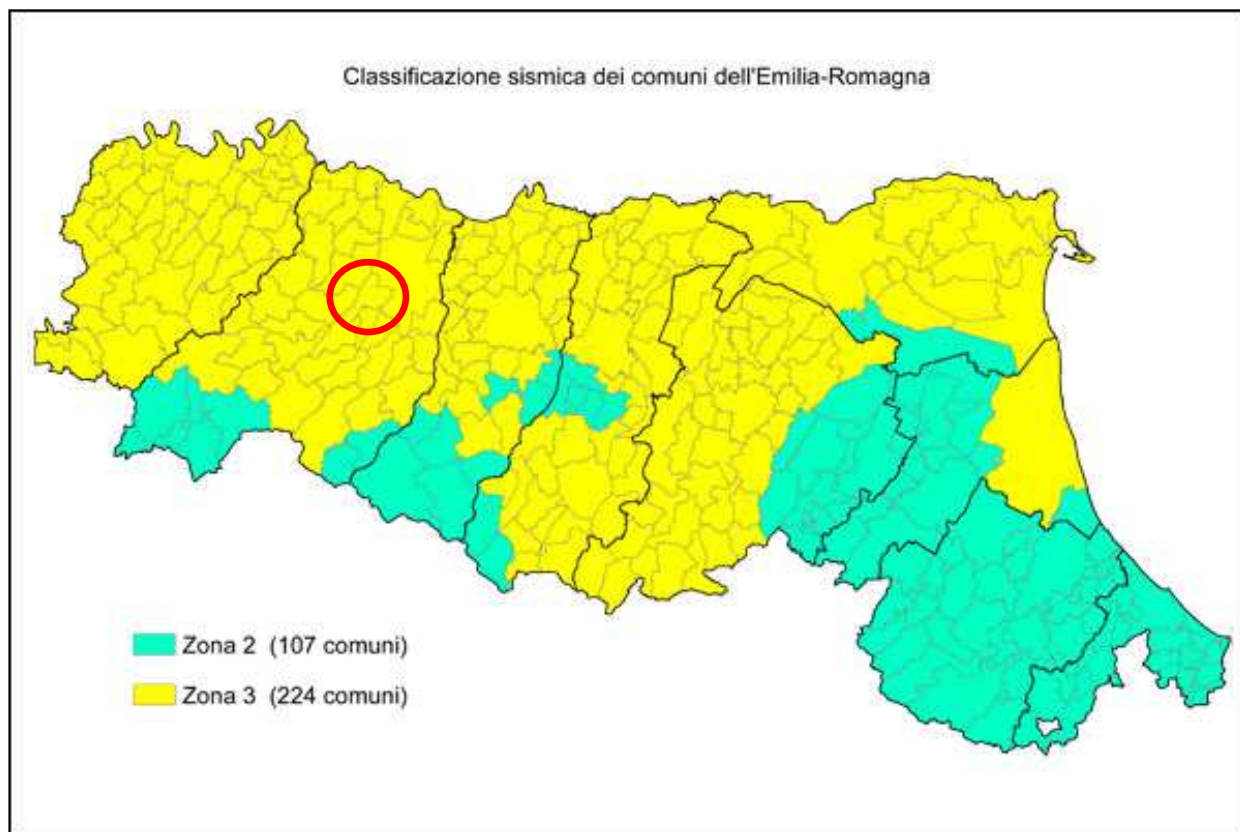 Classificazione sismica dei comuni dell'Emilia-Romagna
Zona 2 (107 comuni)
Zona 3 (224 comuni)